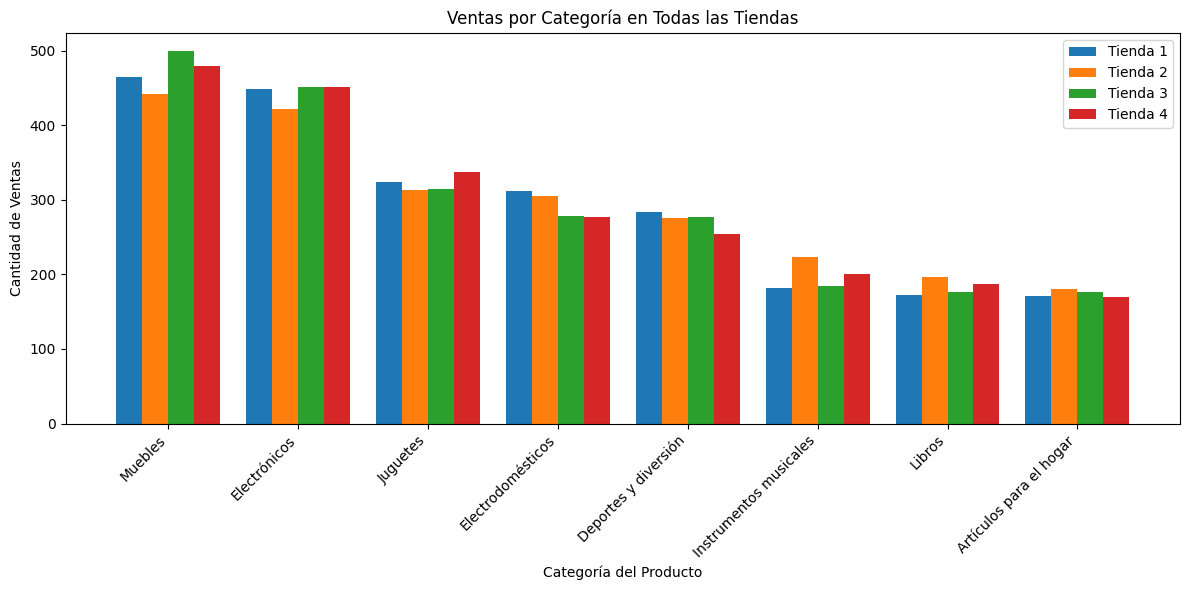 Ventas por Categoría en Todas las Tiendas
Tienda 1
Tienda 2
Tienda 3
Tienda 4
Cantidad de Ventas
500
400
300
200
100
0
Muebles
Electrónicos
Juguetes
Electrodomésticos
Deportes y diversión
Instrumentos musicales
Libros
Artículos para el hogar
Categoría del Producto